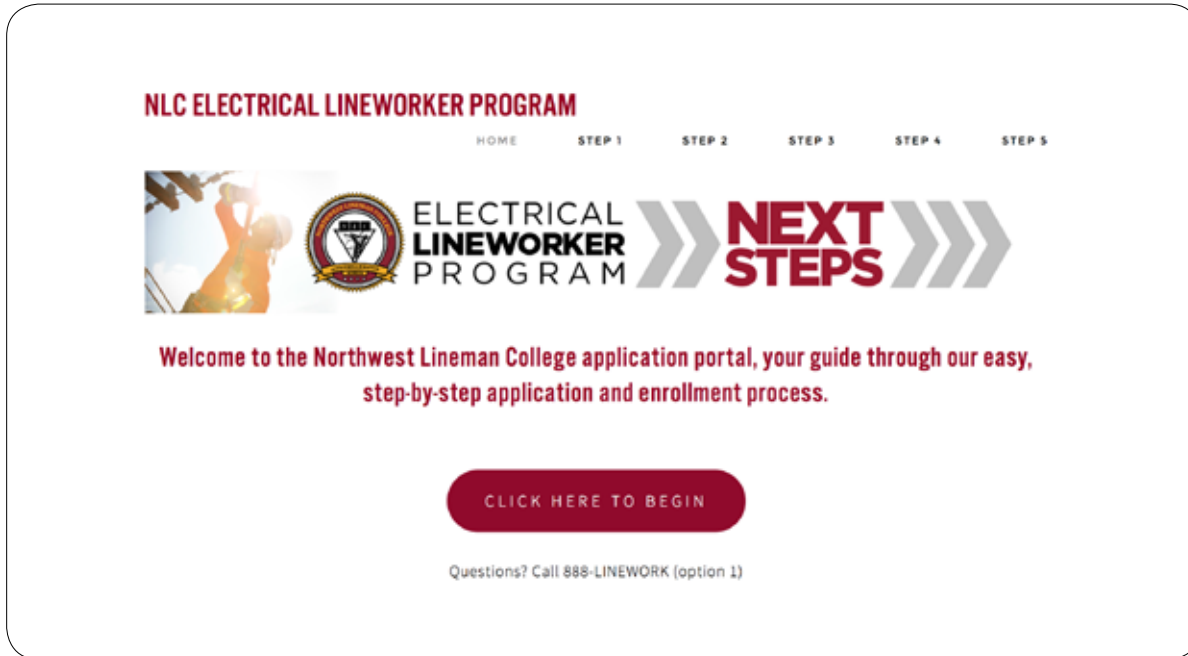 NLC ELECTRICAL LINEWORKER PROGRAM
HOME STEP 1 STEP 2 STEP 3 STEP 4 STEP 5
ELECTRICAL
LINEWORKER
PROGRAM
NEXT
STEPS
Welcome to the Northwest Lineman College application portal, your guide through our easy,
step-by-step application and enrollment process.
CLICK HERE TO BEGIN
Questions? Call 888-LINEWORK (option 1)